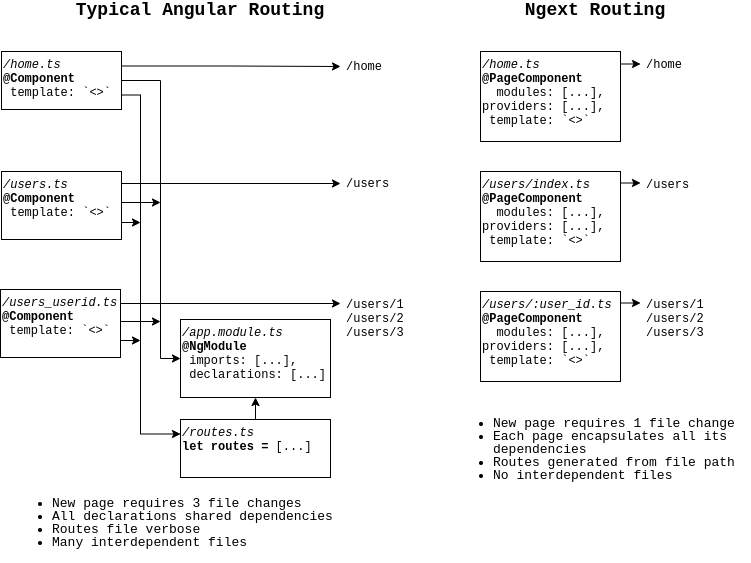 Typical Angular Routing
/home.ts
@Component
template: `<>`
/home
/users.ts
@Component
template: `<>`
/users
/users_userid.ts
@Component
template: `<>`
/users/1
/users/2
/users/3
/app.module.ts
@NgModule
imports: [...],
declarations: [...]
/routes.ts
let routes = [...]
• New page requires 3 file changes
• All declarations shared dependencies
• Routes file verbose
• Many interdependent files
Ngext Routing
/home.ts
@PageComponent
modules: [...],
providers: [...],
template: `<>`
/home
/users/index.ts
@PageComponent
modules: [...],
providers: [...],
template: `<>`
/users
/users/:user_id.ts
@PageComponent
modules: [...],
providers: [...],
template: `<>`
/users/1
/users/2
/users/3
• New page requires 1 file change
• Each page encapsulates all its
dependencies
• Routes generated from file path
• No interdependent files